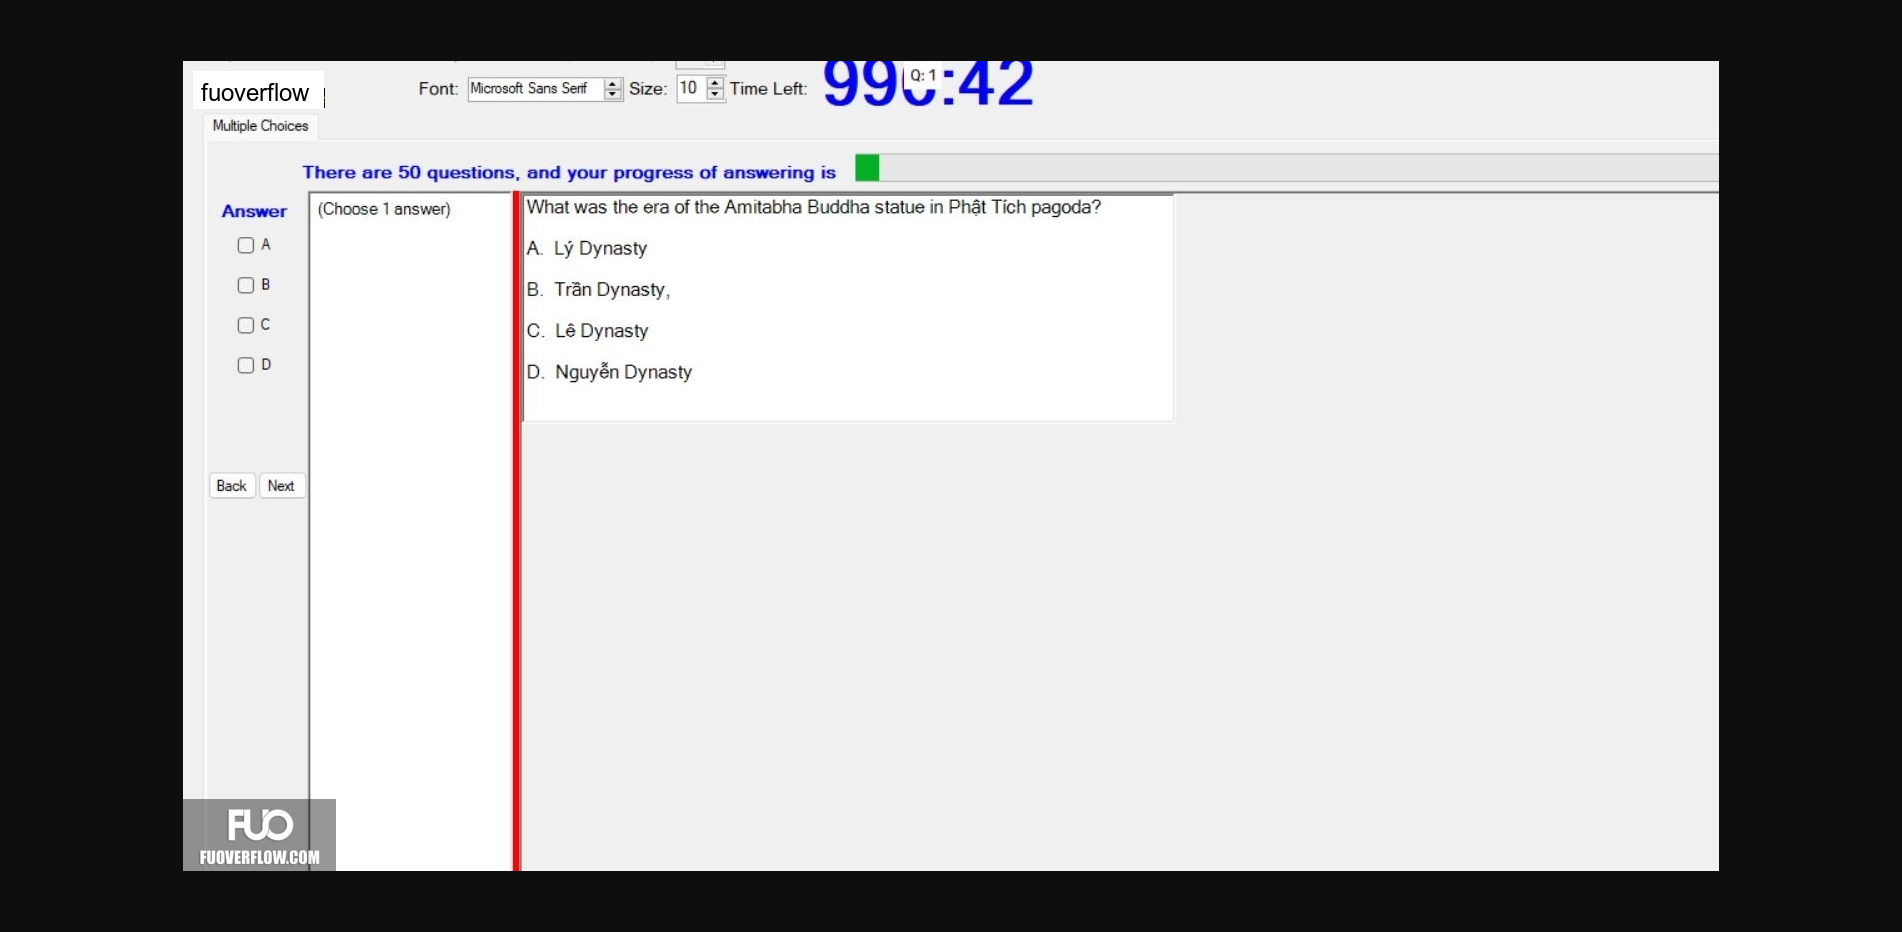 fuoverflow
Font: Microsoft Sans Serif Size: 10 Time Left: 990:42
Q: 1
Multiple Choices
There are 50 questions, and your progress of answering is
Answer
(Choose 1 answer)
What was the era of the Amitabha Buddha statue in Phật Tích pagoda?
A
A. Lý Dynasty
B
B. Trần Dynasty,
C
C. Lê Dynasty
D
D. Nguyễn Dynasty
Back Next
FUO
FUOVERFLOW.COM